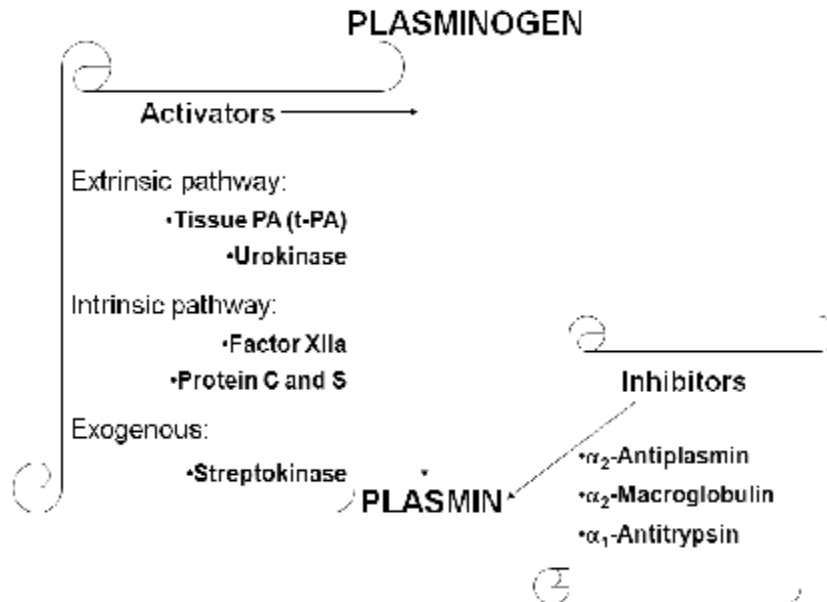 PLASMINOGEN
Activators
Extrinsic pathway:
•Tissue PA (t-PA)
•Urokinase
Intrinsic pathway:
•Factor XIIa
•Protein C and S
Exogenous:
•Streptokinase
PLASMIN
Inhibitors
•α₂-Antiplasmin
•α₂-Macroglobulin
•α₁-Antitrypsin